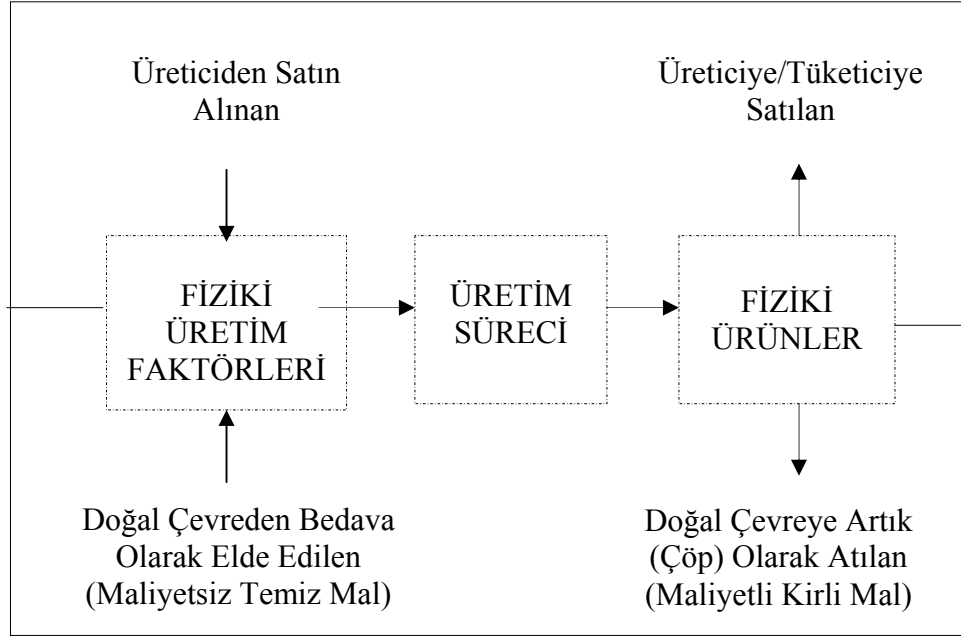 Üreticiden Satın
Alınan
Üreticiye/Tüketiciye
Satılan
FİZİKİ
ÜRETİM
FAKTÖRLERİ
ÜRETİM
SÜRECİ
FİZİKİ
ÜRÜNLER
Doğal Çevreden Bedava
Olarak Elde Edilen
(Maliyetsiz Temiz Mal)
Doğal Çevreye Artık
(Çöp) Olarak Atılan
(Maliyetli Kirli Mal)